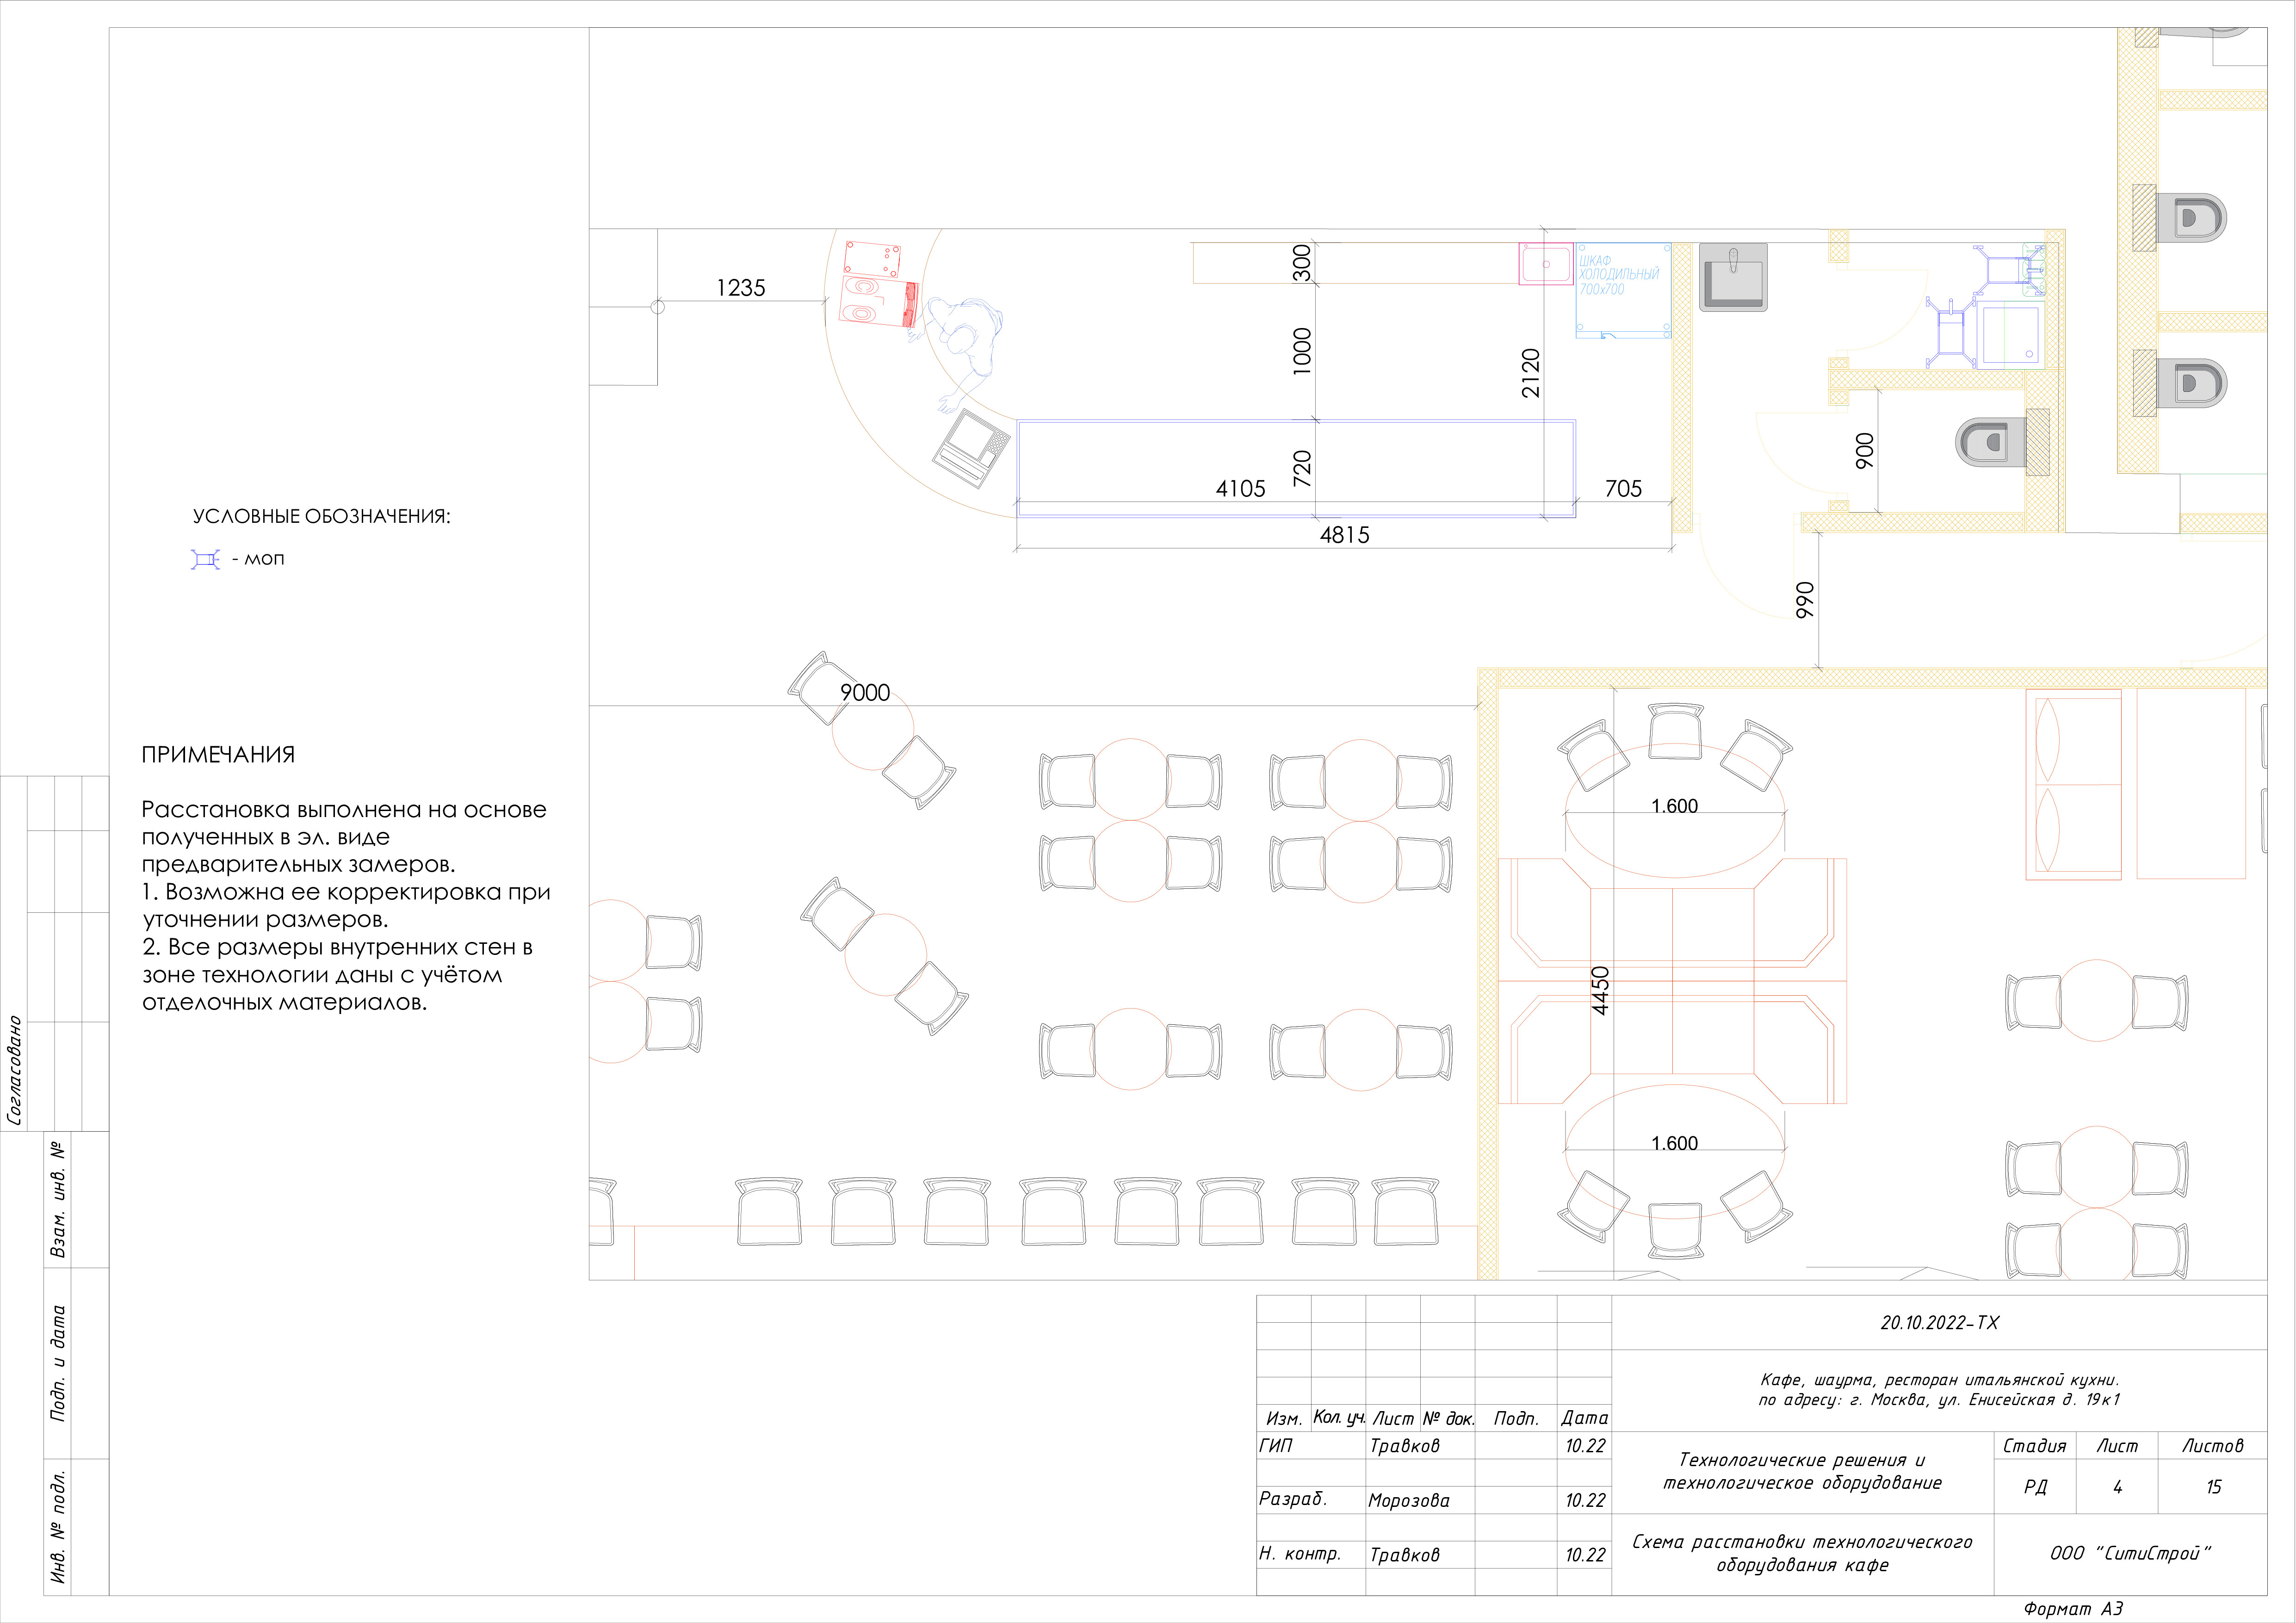 1235
300
1000
2120
720
4105
705
4815
900
990
ШКАФ
ХОЛОДИЛЬНЫЙ
700х700
УСЛОВНЫЕ ОБОЗНАЧЕНИЯ:
- моп
9000
1.600
4450
1.600
ПРИМЕЧАНИЯ
Расстановка выполнена на основе
полученных в эл. виде
предварительных замеров.
1. Возможна ее корректировка при
уточнении размеров.
2. Все размеры внутренних стен в
зоне технологии даны с учётом
отделочных материалов.
Согласовано
Взам. инв. №
Подп. и дата
Инв. № подл.
20.10.2022-ТХ
Кафе, шаурма, ресторан итальянской кухни.
по адресу: г. Москва, ул. Енисейская д. 19к1
Изм. Кол. уч. Лист № док. Подп. Дата
ГИП Травков 10.22
Разраб. Морозова 10.22
Н. контр. Травков 10.22
Технологические решения и
технологическое оборудование
Стадия Лист Листов
РД 4 15
Схема расстановки технологического
оборудования кафе
ООО "СитиСтрой"
Формат А3